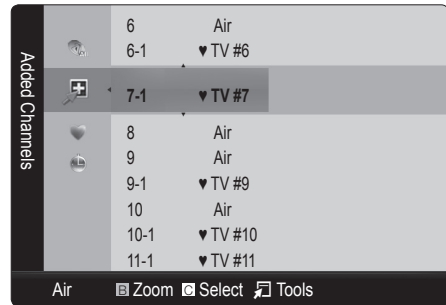 Added Channels
6 Air
6-1 ♥ TV #6
7-1 ♥ TV #7
8 Air
9 Air
9-1 ♥ TV #9
10 Air
10-1 ♥ TV #10
11-1 ♥ TV #11
Air B Zoom C Select Tools